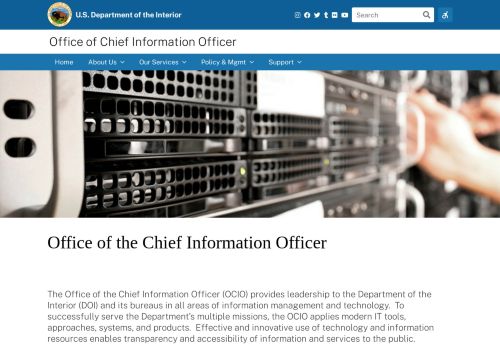 U.S. Department of the Interior
Search
Office of Chief Information Officer
Home About Us Our Services Policy & Mgmt Support
Office of the Chief Information Officer
The Office of the Chief Information Officer (OCIO) provides leadership to the Department of the
Interior (DOI) and its bureaus in all areas of information management and technology. To
successfully serve the Department's multiple missions, the OCIO applies modern IT tools,
approaches, systems, and products. Effective and innovative use of technology and information
resources enables transparency and accessibility of information and services to the public.